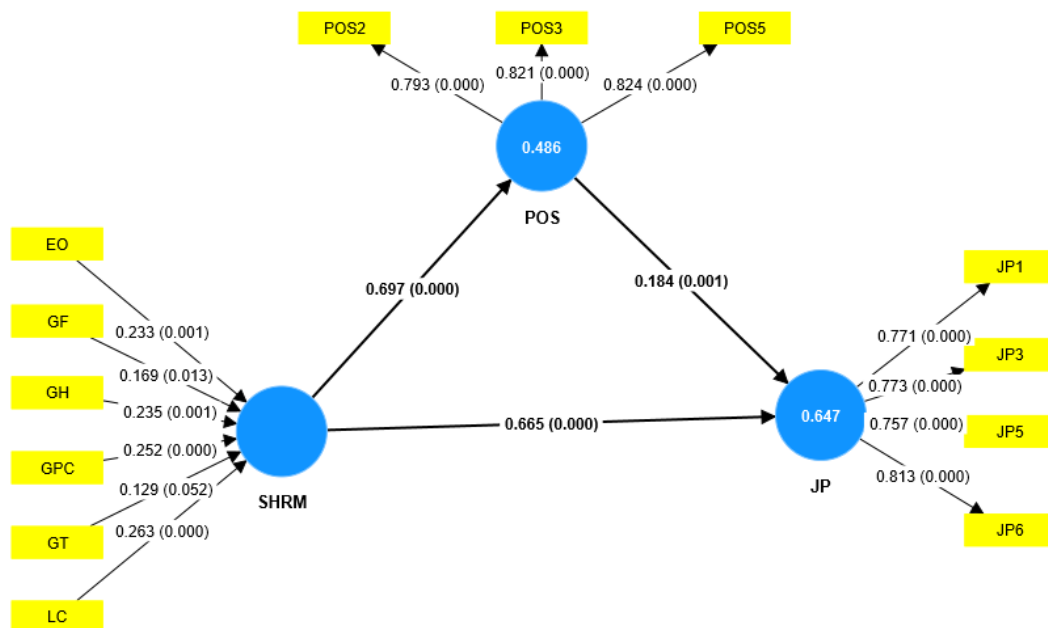 POS2
POS3
POS5
0.793 (0.000)
0.821 (0.000)
0.824 (0.000)
0.486
POS
EO
GF
GH
GPC
GT
LC
0.233 (0.001)
0.169 (0.013)
0.235 (0.001)
0.252 (0.000)
0.129 (0.052)
0.263 (0.000)
SHRM
0.697 (0.000)
0.184 (0.001)
0.665 (0.000)
0.647
JP
0.771 (0.000)
0.773 (0.000)
0.757 (0.000)
0.813 (0.000)
JP1
JP3
JP5
JP6